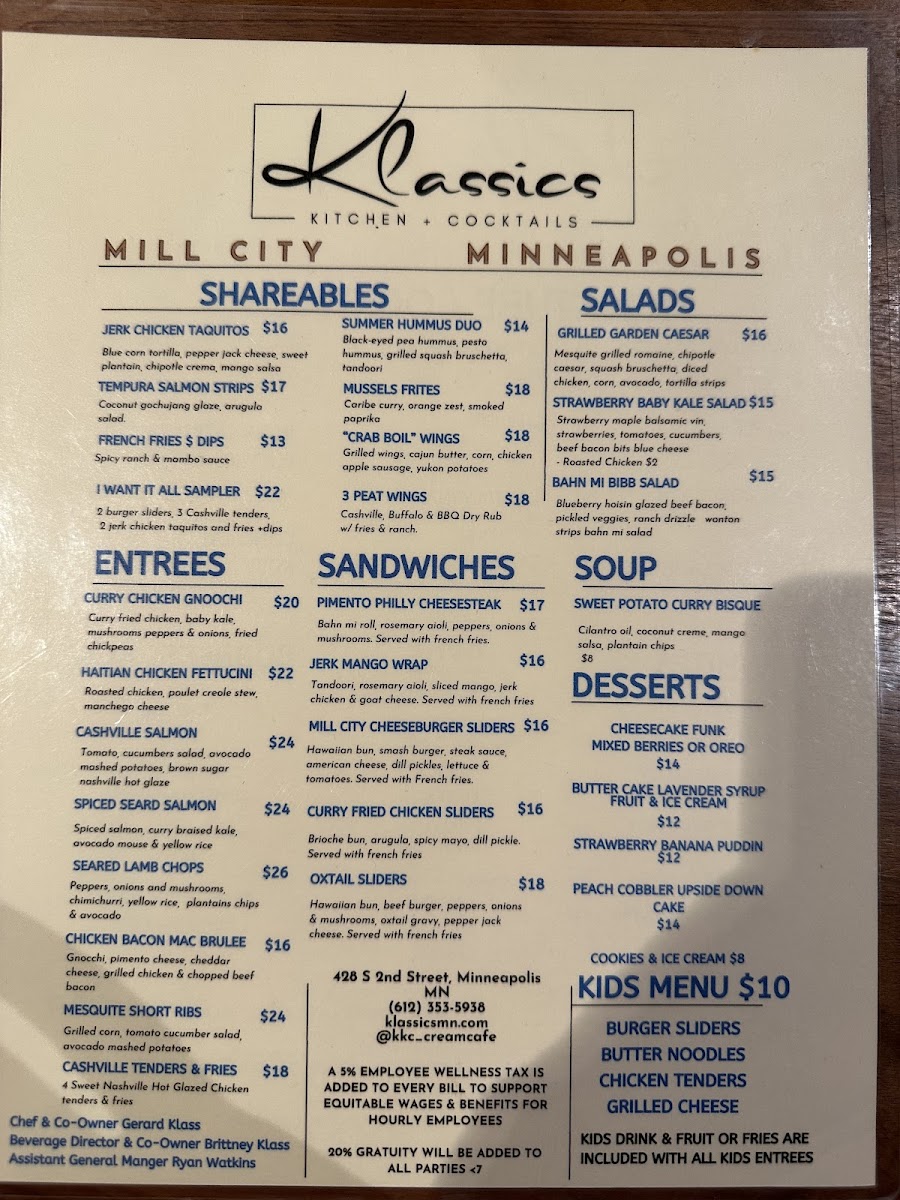 Klassics
KITCHEN + COCKTAILS
MILL CITY MINNEAPOLIS
SHAREABLES
JERK CHICKEN TAQUITOS $16
Blue corn tortilla, pepper jack cheese, sweet
plantain, chipotle crema, mango salsa
TEMPURA SALMON STRIPS $17
Coconut gochujang glaze, arugula
salad.
FRENCH FRIES $ DIPS $13
Spicy ranch & mambo sauce
I WANT IT ALL SAMPLER $22
2 burger sliders, 3 Cashville tenders,
2 jerk chicken taquitos and fries +dips
SUMMER HUMMUS DUO $14
Black-eyed pea hummus, pesto
hummus, grilled squash bruschetta,
tandoori
MUSSELS FRITES $18
Caribe curry, orange zest, smoked
paprika
"CRAB BOIL" WINGS $18
Grilled wings, cajun butter, corn, chicken
apple sausage, yukon potatoes
3 PEAT WINGS $18
Cashville, Buffalo & BBQ Dry Rub
w/ fries & ranch.
SALADS
GRILLED GARDEN CAESAR $16
Mesquite grilled romaine, chipotle
caesar, squash bruschetta, diced
chicken, corn, avocado, tortilla strips
STRAWBERRY BABY KALE SALAD $15
Strawberry maple balsamic vin,
strawberries, tomatoes, cucumbers,
beef bacon bits blue cheese
- Roasted Chicken $2
BAHN MI BIBB SALAD $15
Blueberry hoisin glazed beef bacon,
pickled veggies, ranch drizzle wonton
strips bahn mi salad
ENTREES
CURRY CHICKEN GNOOCHI $20
Curry fried chicken, baby kale,
mushrooms peppers & onions, fried
chickpeas
HAITIAN CHICKEN FETTUCINI $22
Roasted chicken, poulet creole stew,
manchego cheese
CASHVILLE SALMON $24
Tomato, cucumbers salad, avocado
mashed potatoes, brown sugar
nashville hot glaze
SPICED SEARD SALMON $24
Spiced salmon, curry braised kale,
avocado mouse & yellow rice
SEARED LAMB CHOPS $26
Peppers, onions and mushrooms,
chimichurri, yellow rice, plantains chips
& avocado
CHICKEN BACON MAC BRULEE $16
Gnocchi, pimento cheese, cheddar
cheese, grilled chicken & chopped beef
bacon
MESQUITE SHORT RIBS $24
Grilled corn, tomato cucumber salad,
avocado mashed potatoes
CASHVILLE TENDERS & FRIES $18
4 Sweet Nashville Hot Glazed Chicken
tenders & fries
Chef & Co-Owner Gerard Klass
Beverage Director & Co-Owner Brittney Klass
Assistant General Manger Ryan Watkins
SANDWICHES
PIMENTO PHILLY CHEESESTEAK $17
Bahn mi roll, rosemary aioli, peppers, onions &
mushrooms. Served with french fries.
JERK MANGO WRAP $16
Tandoori, rosemary aioli, sliced mango, jerk
chicken & goat cheese. Served with french fries
MILL CITY CHEESEBURGER SLIDERS $16
Hawaiian bun, smash burger, steak sauce,
american cheese, dill pickles, lettuce &
tomatoes. Served with French fries.
CURRY FRIED CHICKEN SLIDERS $16
Brioche bun, arugula, spicy mayo, dill pickle.
Served with french fries
OXTAIL SLIDERS $18
Hawaiian bun, beef burger, peppers, onions
& mushrooms, oxtail gravy, pepper jack
cheese. Served with french fries
428 S 2nd Street, Minneapolis
MN
(612) 353-5938
klassicsmn.com
@kkc_creamcafe
A 5% EMPLOYEE WELLNESS TAX IS
ADDED TO EVERY BILL TO SUPPORT
EQUITABLE WAGES & BENEFITS FOR
HOURLY EMPLOYEES
20% GRATUITY WILL BE ADDED TO
ALL PARTIES <7
SOUP
SWEET POTATO CURRY BISQUE
Cilantro oil, coconut creme, mango
salsa, plantain chips
$8
DESSERTS
CHEESECAKE FUNK
MIXED BERRIES OR OREO
$14
BUTTER CAKE LAVENDER SYRUP
FRUIT & ICE CREAM
$12
STRAWBERRY BANANA PUDDIN
$12
PEACH COBBLER UPSIDE DOWN
CAKE
$14
COOKIES & ICE CREAM $8
KIDS MENU $10
BURGER SLIDERS
BUTTER NOODLES
CHICKEN TENDERS
GRILLED CHEESE
KIDS DRINK & FRUIT OR FRIES ARE
INCLUDED WITH ALL KIDS ENTREES